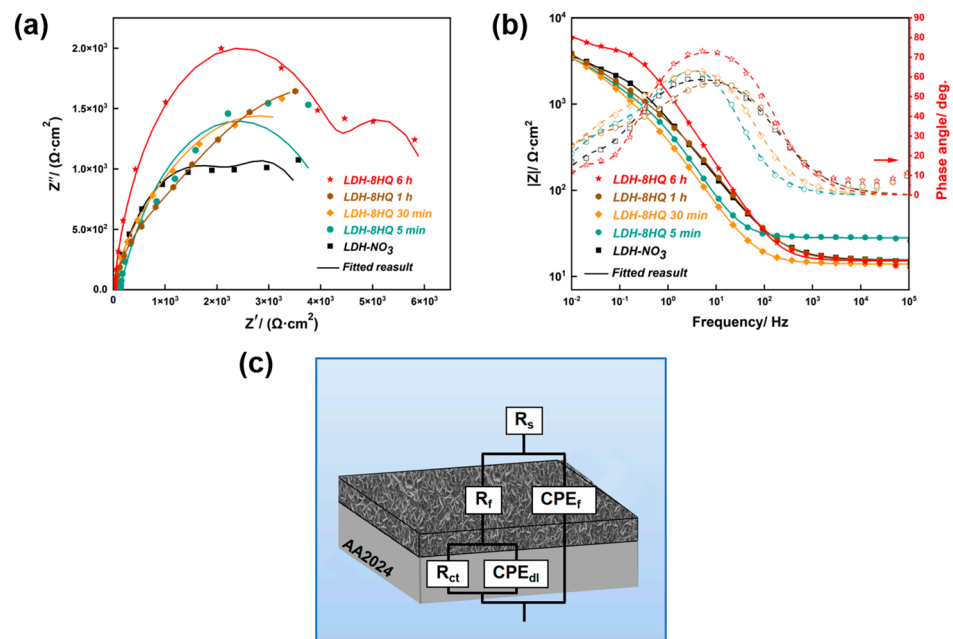 (a)
Z″/ (Ω·cm²)
2.0×10³
1.5×10³
1.0×10³
5.0×10²
0.0
0
1×10³
2×10³
3×10³
4×10³
5×10³
6×10³
Z′/ (Ω·cm²)
LDH-8HQ 6 h
LDH-8HQ 1 h
LDH-8HQ 30 min
LDH-8HQ 5 min
LDH-NO₃
Fitted reasult
(b)
|Z|/ Ω·cm²
10⁴
10³
10²
10¹
10⁻²
10⁻¹
10⁰
10¹
10²
10³
10⁴
10⁵
Frequency/ Hz
90
80
70
60
50
40
30
20
10
0
Phase angle/ deg.
LDH-8HQ 6 h
LDH-8HQ 1 h
LDH-8HQ 30 min
LDH-8HQ 5 min
LDH-NO₃
Fitted reasult
(c)
Rₛ
R_f
CPE_f
AA2024
R_ct
CPE_dl